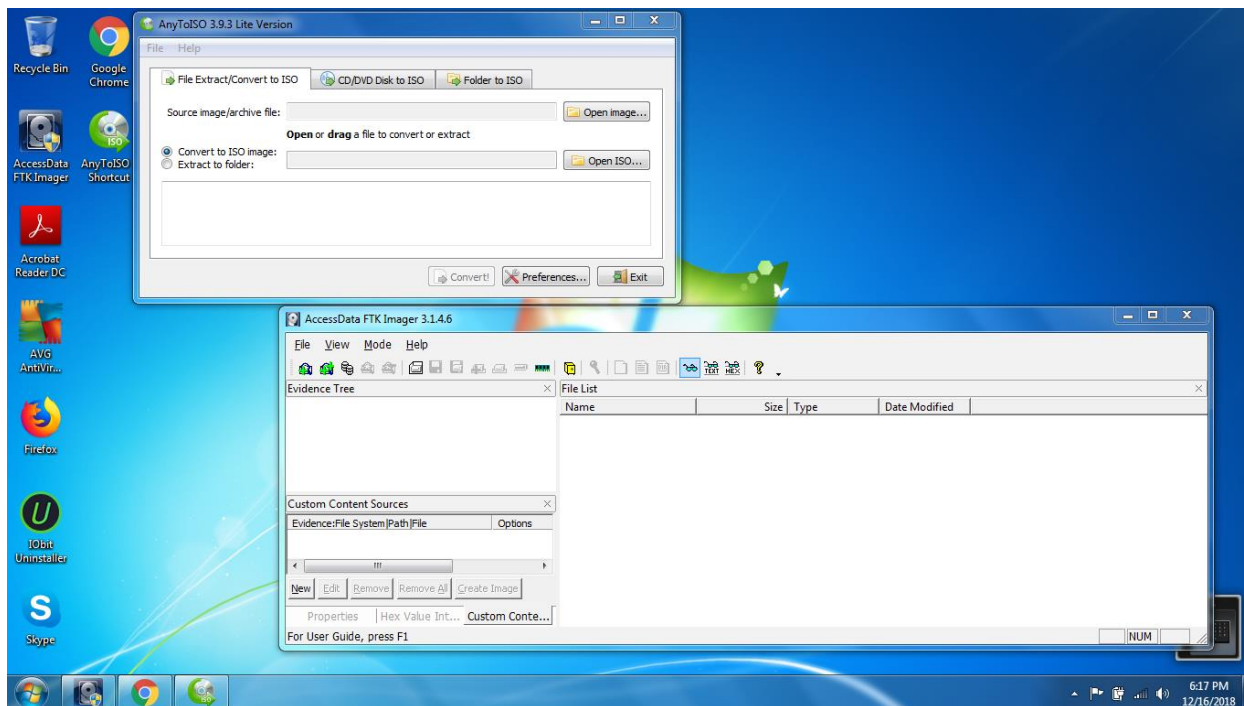 Recycle Bin
Google
Chrome
AccessData
FTK Imager
AnyToISO
Shortcut
Acrobat
Reader DC
AVG
AntiVir...
Firefox
IObit
Uninstaller
Skype
AnyToISO 3.9.3 Lite Version
File Help
File Extract/Convert to ISO CD/DVD Disk to ISO Folder to ISO
Source image/archive file: Open image...
Open or drag a file to convert or extract
Convert to ISO image:
Extract to folder:
Open ISO...
Convert! Preferences... Exit
AccessData FTK Imager 3.1.4.6
File View Mode Help
TEXT HEX
Evidence Tree
File List
Name Size Type Date Modified
Custom Content Sources
Evidence:File System|Path|File Options
New Edit Remove Remove All Create Image
Properties Hex Value Int... Custom Conte...
For User Guide, press F1 NUM
6:17 PM
12/16/2018